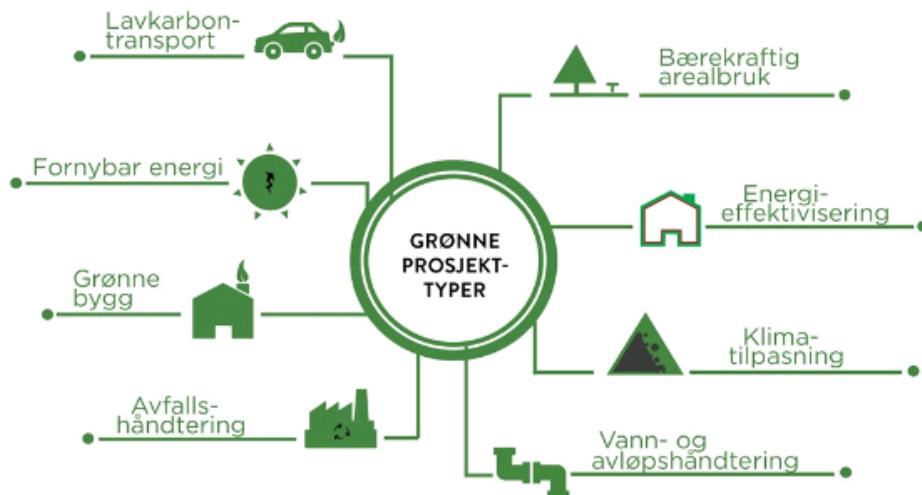 Lavkarbon-
transport
Fornybar energi
Grønne
bygg
Avfalls-
håndtering
GRØNNE
PROSJEKT-
TYPER
Bærekraftig
arealbruk
Energi-
effektivisering
Klima-
tilpasning
Vann- og
avløpshåndtering